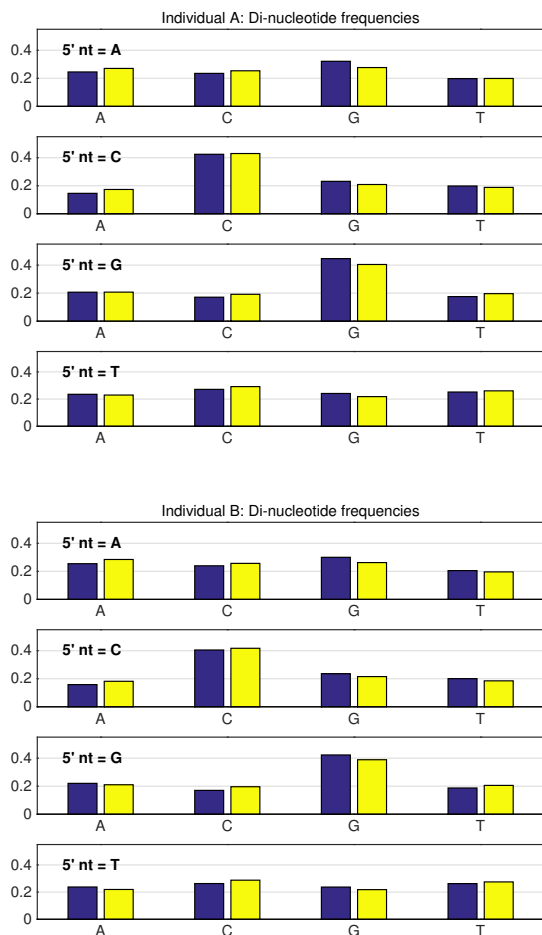 Individual A: Di-nucleotide frequencies
0.4
5' nt = A
0.2
0
A C G T
0.4
5' nt = C
0.2
0
A C G T
0.4
5' nt = G
0.2
0
A C G T
0.4
5' nt = T
0.2
0
A C G T
Individual B: Di-nucleotide frequencies
0.4
5' nt = A
0.2
0
A C G T
0.4
5' nt = C
0.2
0
A C G T
0.4
5' nt = G
0.2
0
A C G T
0.4
5' nt = T
0.2
0
A C G T